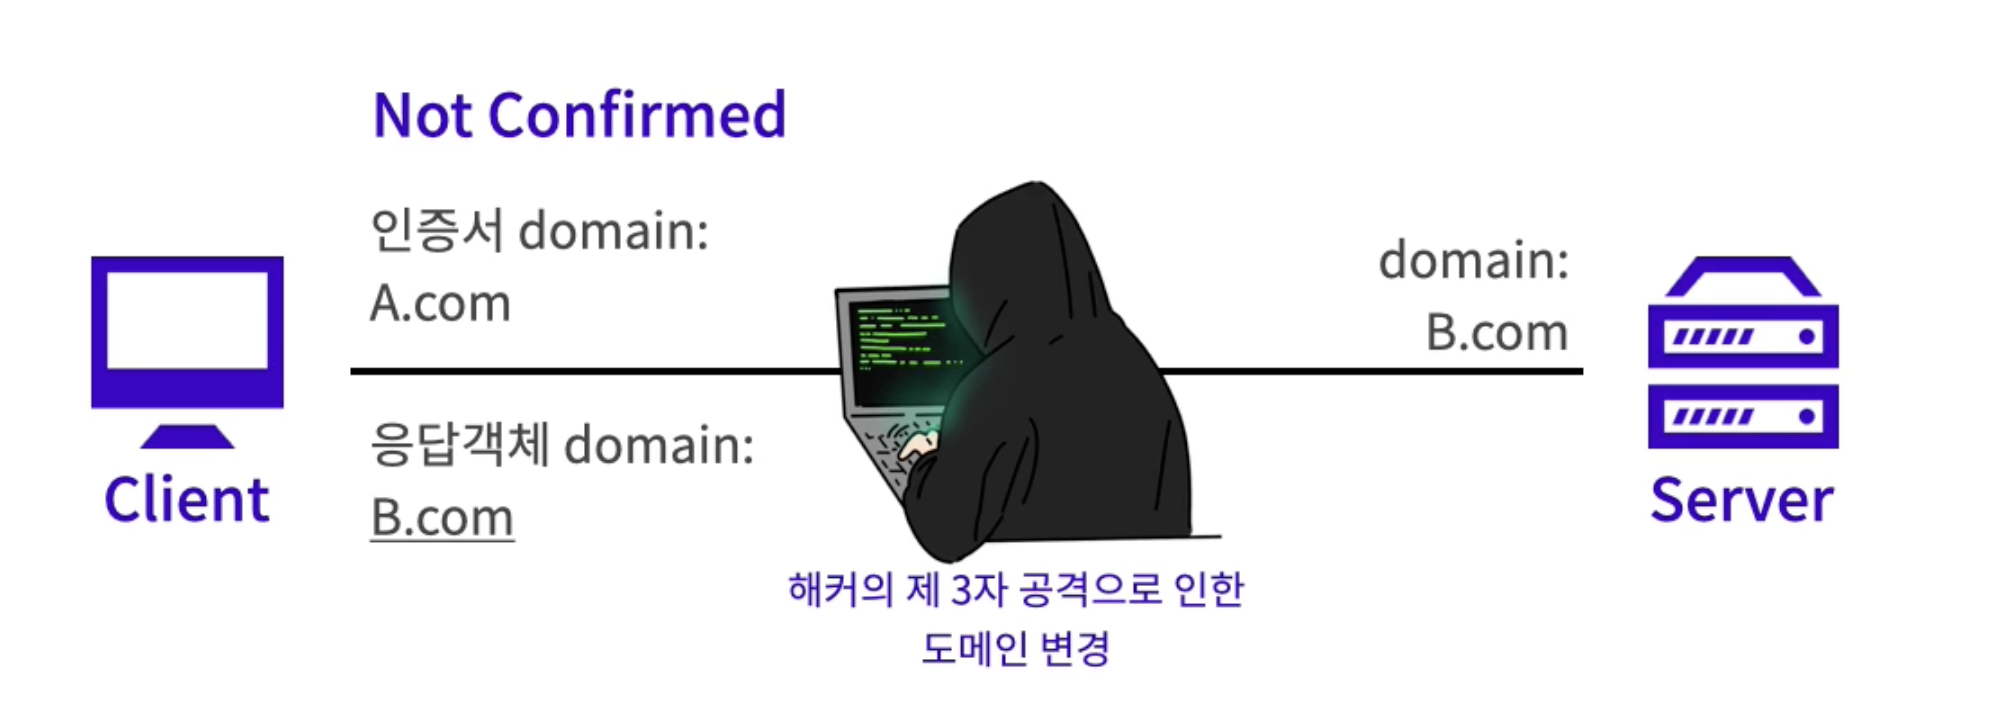 Not Confirmed
인증서 domain:
A.com
domain:
B.com
응답객체 domain:
B.com
Client
Server
해커의 제 3자 공격으로 인한
도메인 변경